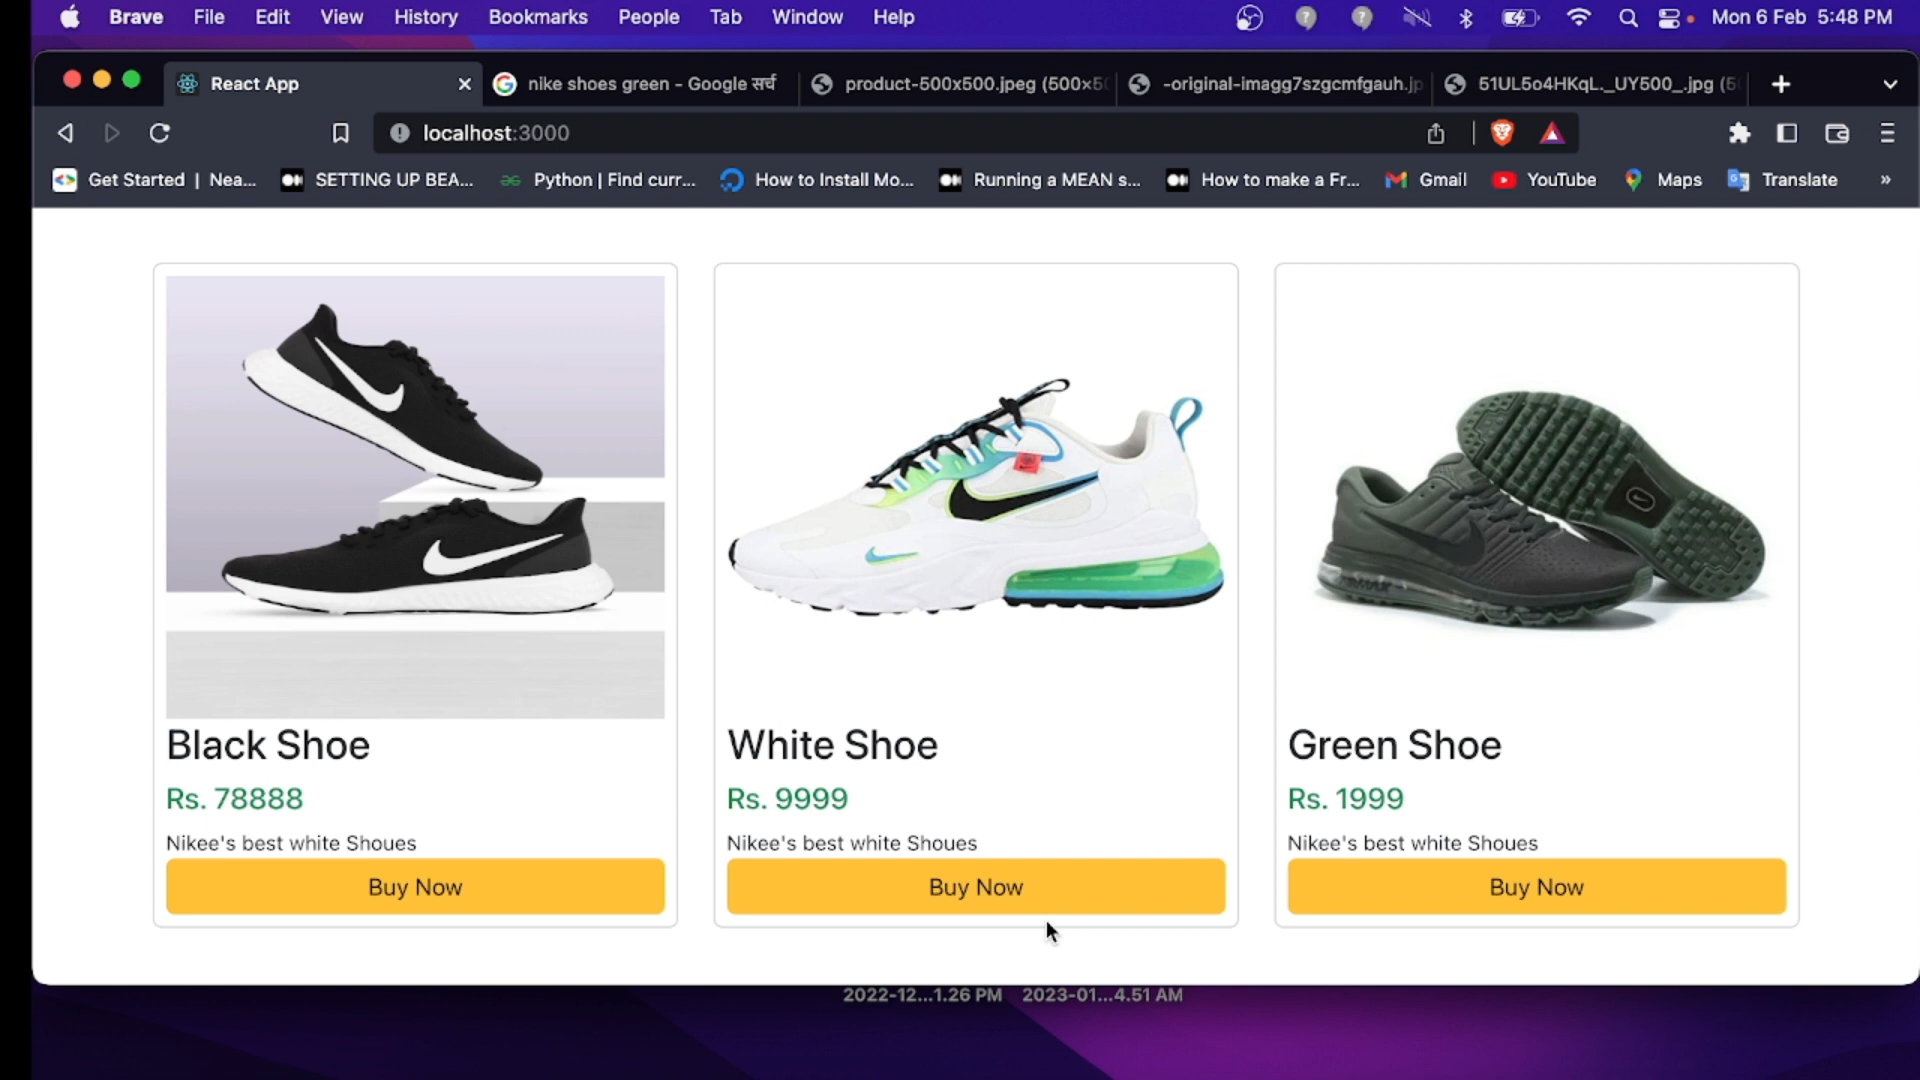 Brave File Edit View History Bookmarks People Tab Window Help Mon 6 Feb 5:48 PM
React App nike shoes green - Google सर्च product-500x500.jpeg (500×50 -original-imagg7szgcmfgauh.jp 51UL5o4HKqL._UY500_.jpg (50
localhost:3000
Get Started | Nea... SETTING UP BEA... Python | Find curr... How to Install Mo... Running a MEAN s... How to make a Fr... Gmail YouTube Maps Translate »
Black Shoe
Rs. 78888
Nikee's best white Shoues
Buy Now
White Shoe
Rs. 9999
Nikee's best white Shoues
Buy Now
Green Shoe
Rs. 1999
Nikee's best white Shoues
Buy Now
2022-12...1.26 PM 2023-01...4.51 AM